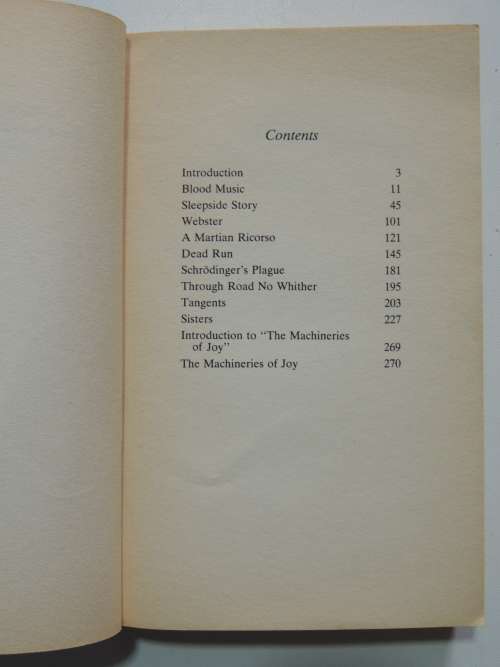 Contents
Introduction 3
Blood Music 11
Sleepside Story 45
Webster 101
A Martian Ricorso 121
Dead Run 145
Schrödinger's Plague 181
Through Road No Whither 195
Tangents 203
Sisters 227
Introduction to "The Machineries
of Joy" 269
The Machineries of Joy 270